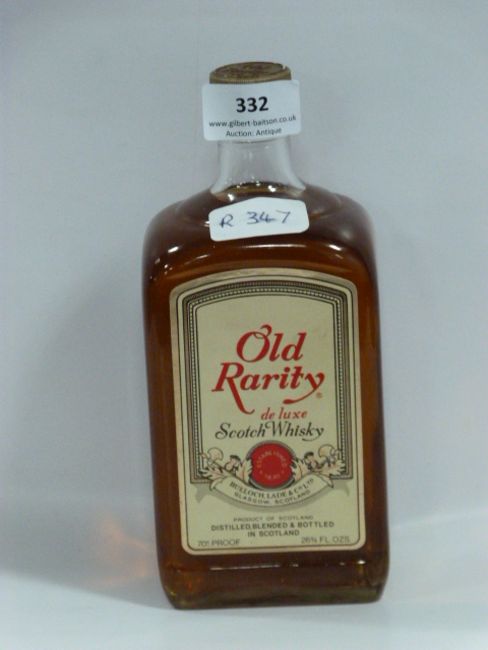 332
www.gilbert-baitson.co.uk
Auction: Antique
R 347
Old
Rarity
de luxe
Scotch Whisky
ESTABLISHED
BULLOCH, LADE & Co LTD
GLASGOW, SCOTLAND
PRODUCT OF SCOTLAND
DISTILLED, BLENDED & BOTTLED
IN SCOTLAND
70% PROOF 26⅔ FL. OZS.